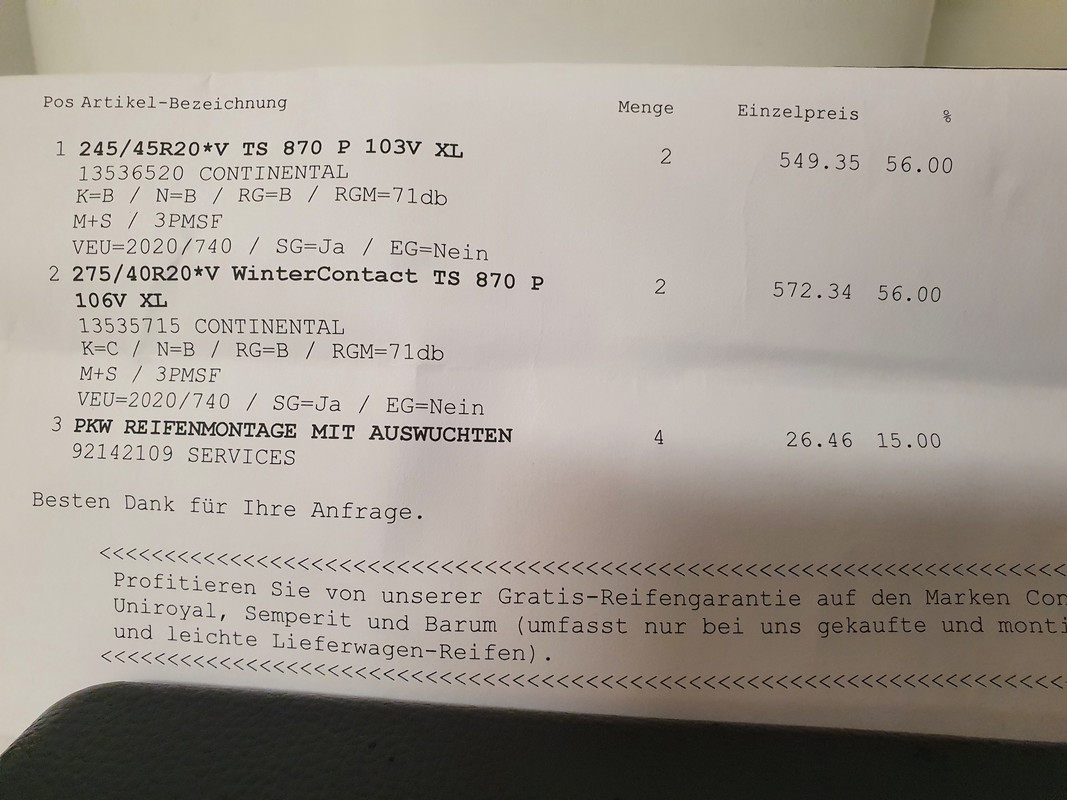 Pos Artikel-Bezeichnung Menge Einzelpreis %
1 245/45R20*V TS 870 P 103V XL 2 549.35 56.00
13536520 CONTINENTAL
K=B / N=B / RG=B / RGM=71db
M+S / 3PMSF
VEU=2020/740 / SG=Ja / EG=Nein
2 275/40R20*V WinterContact TS 870 P 2 572.34 56.00
106V XL
13535715 CONTINENTAL
K=C / N=B / RG=B / RGM=71db
M+S / 3PMSF
VEU=2020/740 / SG=Ja / EG=Nein
3 PKW REIFENMONTAGE MIT AUSWUCHTEN 4 26.46 15.00
92142109 SERVICES
Besten Dank für Ihre Anfrage.
<<<<<<<<<<<<<<<<<<<<<<<<<<<<<<<<<<<<<<<<<<<<<<<<<<<<<<<<<<<<<<<<<<<<<<<<<
Profitieren Sie von unserer Gratis-Reifengarantie auf den Marken Con
Uniroyal, Semperit und Barum (umfasst nur bei uns gekaufte und monti
und leichte Lieferwagen-Reifen).
<<<<<<<<<<<<<<<<<<<<<<<<<<<<<<<<<<<<<<<<<<<<<<<<<<<<<<<<<<<<<<<<<<<<<<<<<